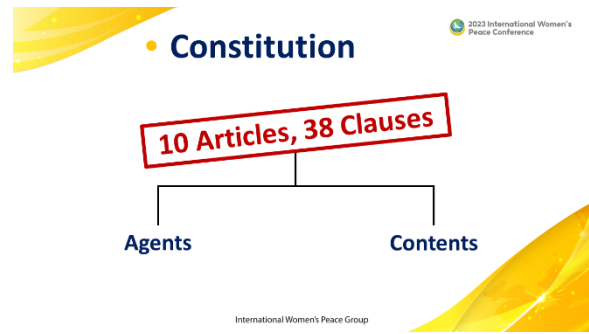 • Constitution
2023 International Women's
Peace Conference
10 Articles, 38 Clauses
Agents
Contents
International Women's Peace Group